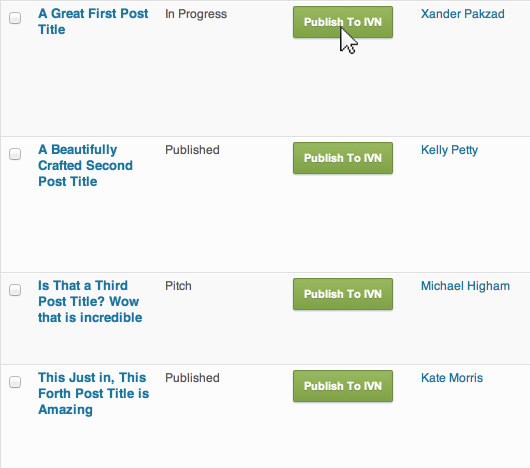 A Great First Post In Progress Publish To IVN Xander Pakzad
Title
A Beautifully Published Publish To IVN Kelly Petty
Crafted Second
Post Title
Is That a Third Pitch Publish To IVN Michael Higham
Post Title? Wow
that is incredible
This Just in, This Published Publish To IVN Kate Morris
Forth Post Title is
Amazing